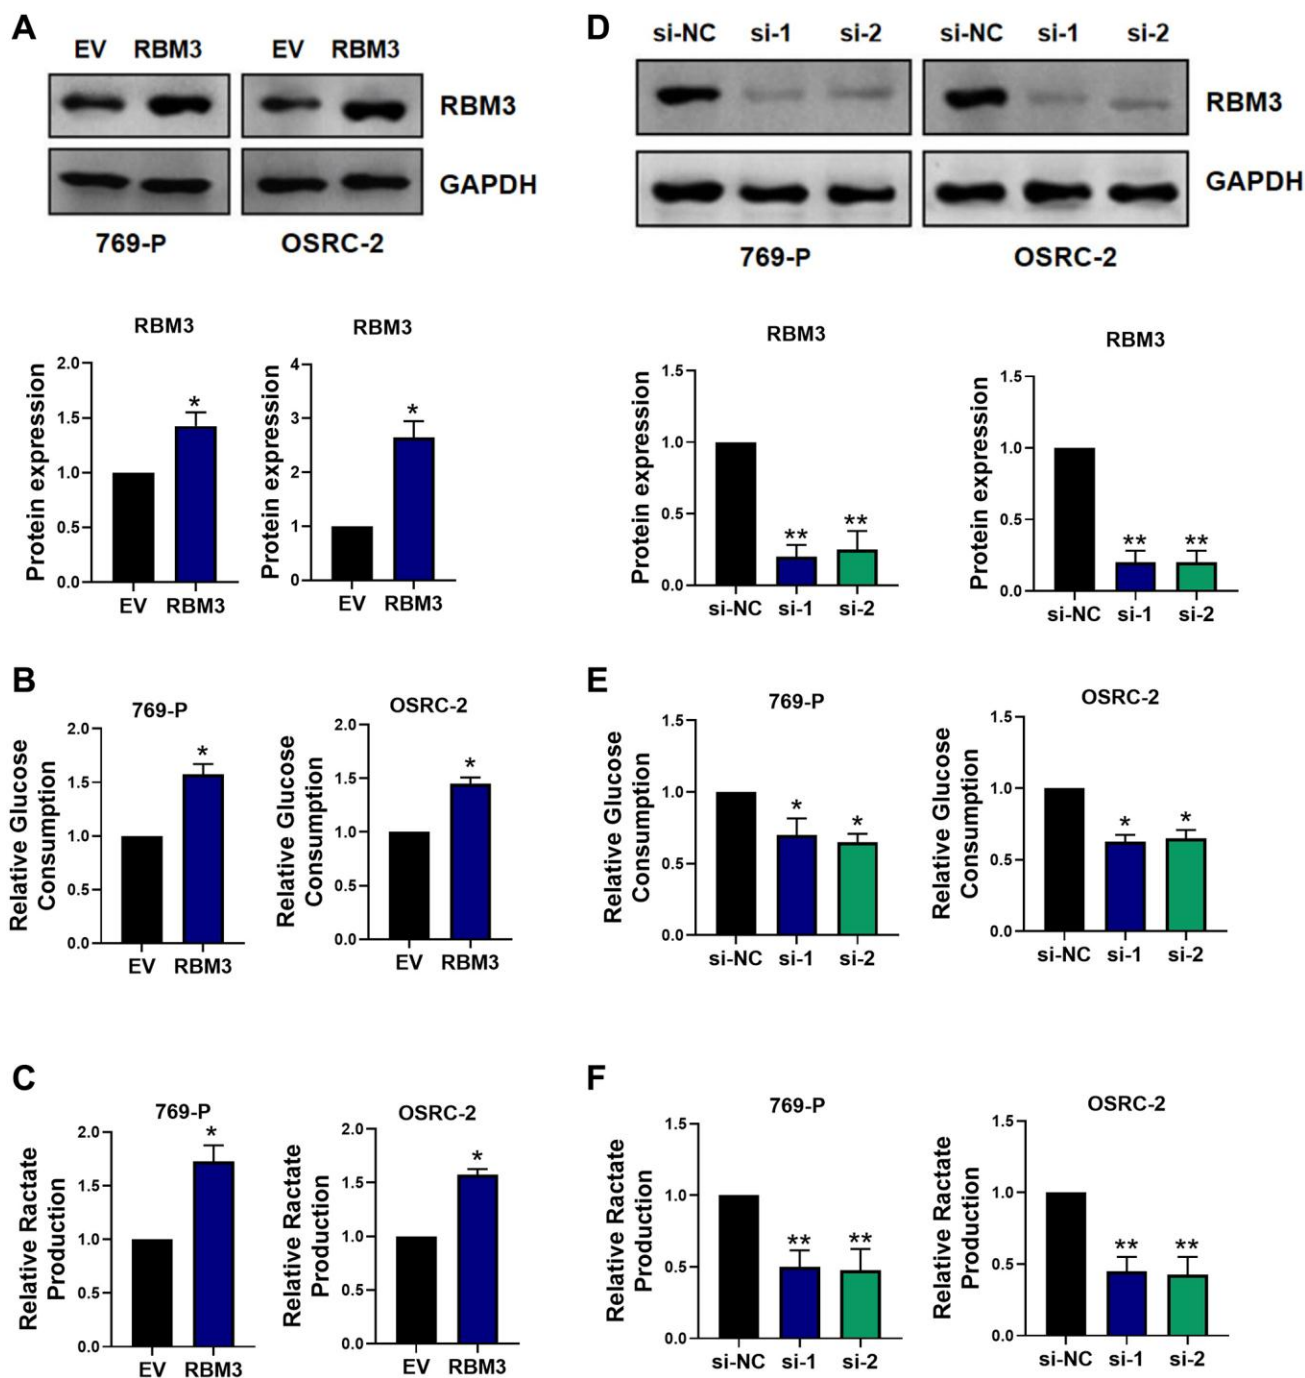 A
EV RBM3 EV RBM3
RBM3
GAPDH
769-P OSRC-2
RBM3
Protein expression
2.0
1.5
1.0
0.5
0.0
*
EV RBM3
RBM3
Protein expression
4
3
2
1
0
*
EV RBM3
B
769-P
Relative Glucose
Consumption
2.0
1.5
1.0
0.5
0.0
*
EV RBM3
OSRC-2
Relative Glucose
Consumption
2.0
1.5
1.0
0.5
0.0
*
EV RBM3
C
769-P
Relative Ractate
Production
2.0
1.5
1.0
0.5
0.0
*
EV RBM3
OSRC-2
Relative Ractate
Production
2.0
1.5
1.0
0.5
0.0
*
EV RBM3
D
si-NC si-1 si-2 si-NC si-1 si-2
RBM3
GAPDH
769-P OSRC-2
RBM3
Protein expression
1.5
1.0
0.5
0.0
** **
si-NC si-1 si-2
RBM3
Protein expression
1.5
1.0
0.5
0.0
** **
si-NC si-1 si-2
E
769-P
Relative Glucose
Consumption
1.5
1.0
0.5
0.0
* *
si-NC si-1 si-2
OSRC-2
Relative Glucose
Consumption
1.5
1.0
0.5
0.0
* *
si-NC si-1 si-2
F
769-P
Relative Ractate
Production
1.5
1.0
0.5
0.0
** **
si-NC si-1 si-2
OSRC-2
Relative Ractate
Production
1.5
1.0
0.5
0.0
** **
si-NC si-1 si-2